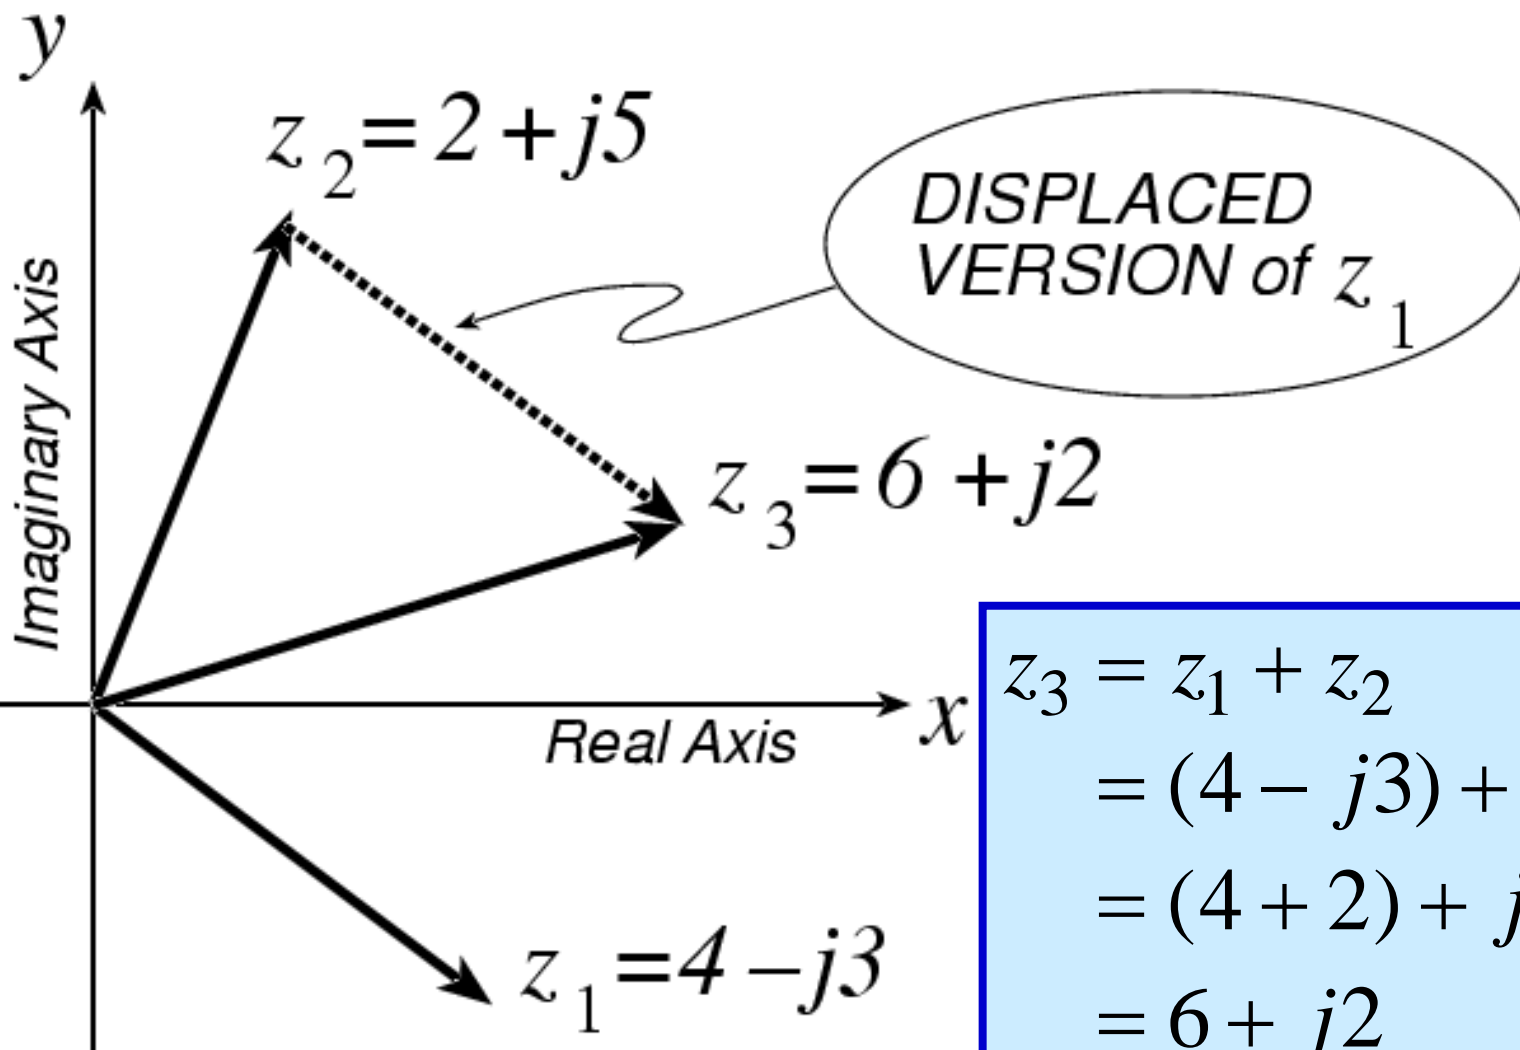 y
z₂ = 2 + j5
DISPLACED
VERSION of z₁
Imaginary Axis
z₃ = 6 + j2
x
Real Axis
z₁ = 4 − j3
z₃ = z₁ + z₂
= (4 − j3) +
= (4 + 2) + j
= 6 + j2